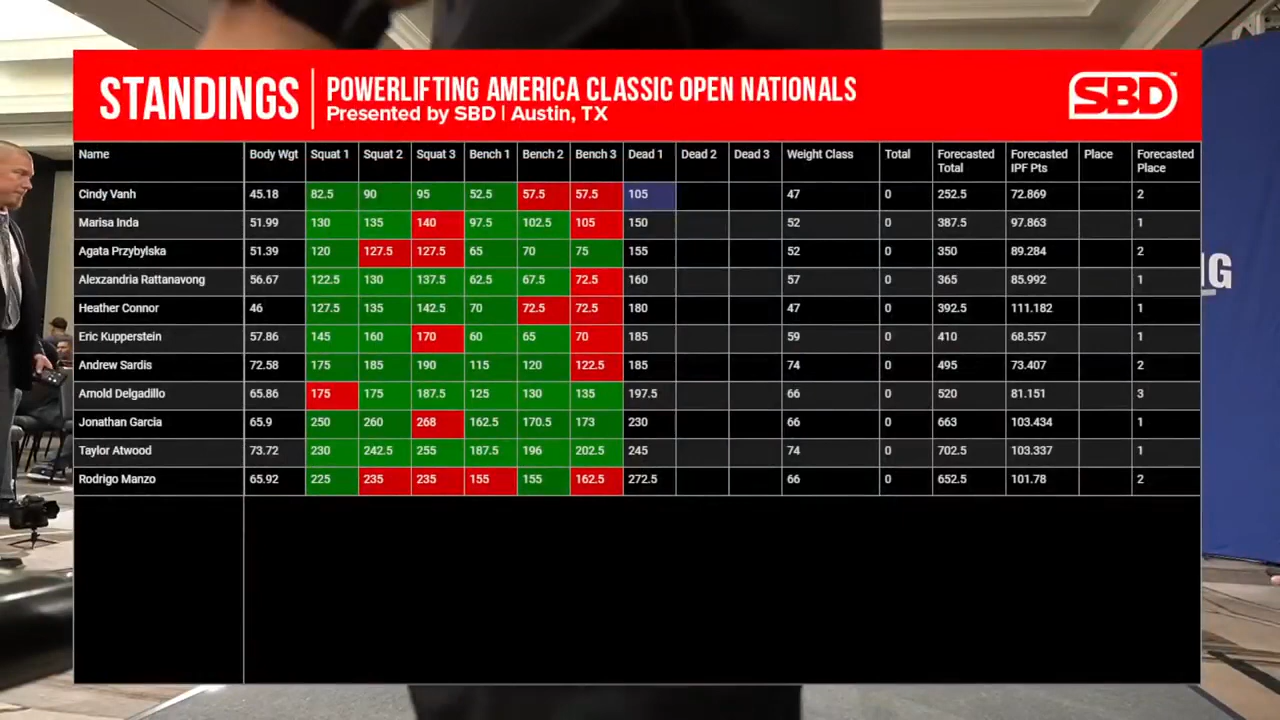 STANDINGS
POWERLIFTING AMERICA CLASSIC OPEN NATIONALS
Presented by SBD | Austin, TX
SBD™
Name Body Wgt Squat 1 Squat 2 Squat 3 Bench 1 Bench 2 Bench 3 Dead 1 Dead 2 Dead 3 Weight Class Total Forecasted Total Forecasted IPF Pts Place Forecasted Place
Cindy Vanh 45.18 82.5 90 95 52.5 57.5 57.5 105 47 0 252.5 72.869 2
Marisa Inda 51.99 130 135 140 97.5 102.5 105 150 52 0 387.5 97.863 1
Agata Przybylska 51.39 120 127.5 127.5 65 70 75 155 52 0 350 89.284 2
Alexzandria Rattanavong 56.67 122.5 130 137.5 62.5 67.5 72.5 160 57 0 365 85.992 1
Heather Connor 46 127.5 135 142.5 70 72.5 72.5 180 47 0 392.5 111.182 1
Eric Kupperstein 57.86 145 160 170 60 65 70 185 59 0 410 68.557 1
Andrew Sardis 72.58 175 185 190 115 120 122.5 185 74 0 495 73.407 2
Arnold Delgadillo 65.86 175 175 187.5 125 130 135 197.5 66 0 520 81.151 3
Jonathan Garcia 65.9 250 260 268 162.5 170.5 173 230 66 0 663 103.434 1
Taylor Atwood 73.72 230 242.5 255 187.5 196 202.5 245 74 0 702.5 103.337 1
Rodrigo Manzo 65.92 225 235 235 155 155 162.5 272.5 66 0 652.5 101.78 2